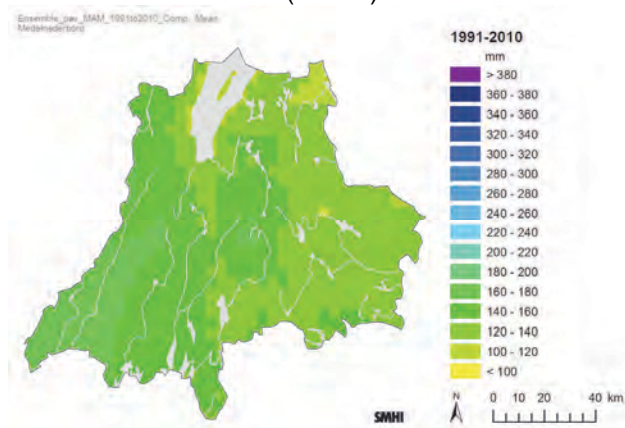 Ensemble_pav_MAM_1991to2010_Comp. Mean
Medelnederbörd
1991-2010
mm
> 380
360 - 380
340 - 360
320 - 340
300 - 320
280 - 300
260 - 280
240 - 260
220 - 240
200 - 220
180 - 200
160 - 180
140 - 160
120 - 140
100 - 120
< 100
N
0 10 20 40 km
SMHI